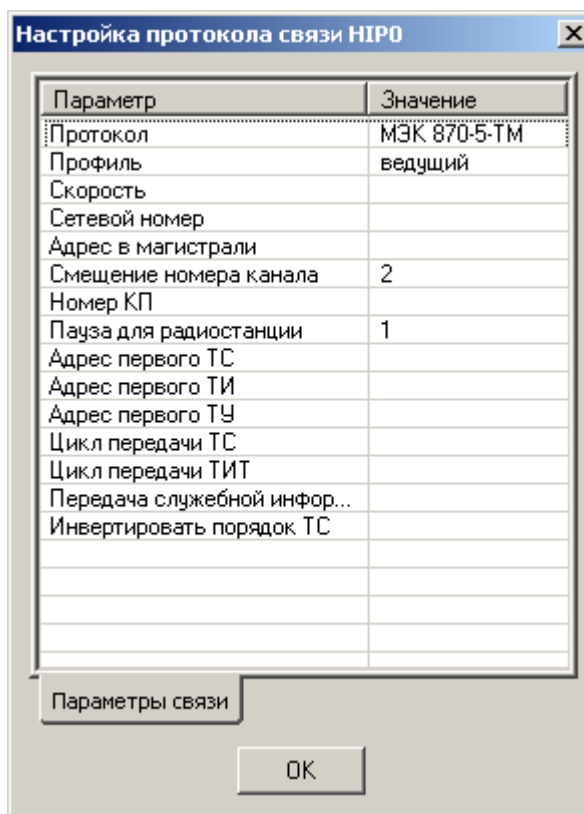 Настройка протокола связи HIP0
Параметр Значение
Протокол МЭК 870-5-ТМ
Профиль ведущий
Скорость
Сетевой номер
Адрес в магистрали
Смещение номера канала 2
Номер КП
Пауза для радиостанции 1
Адрес первого ТС
Адрес первого ТИ
Адрес первого ТУ
Цикл передачи ТС
Цикл передачи ТИТ
Передача служебной инфор...
Инвертировать порядок ТС
Параметры связи
OK